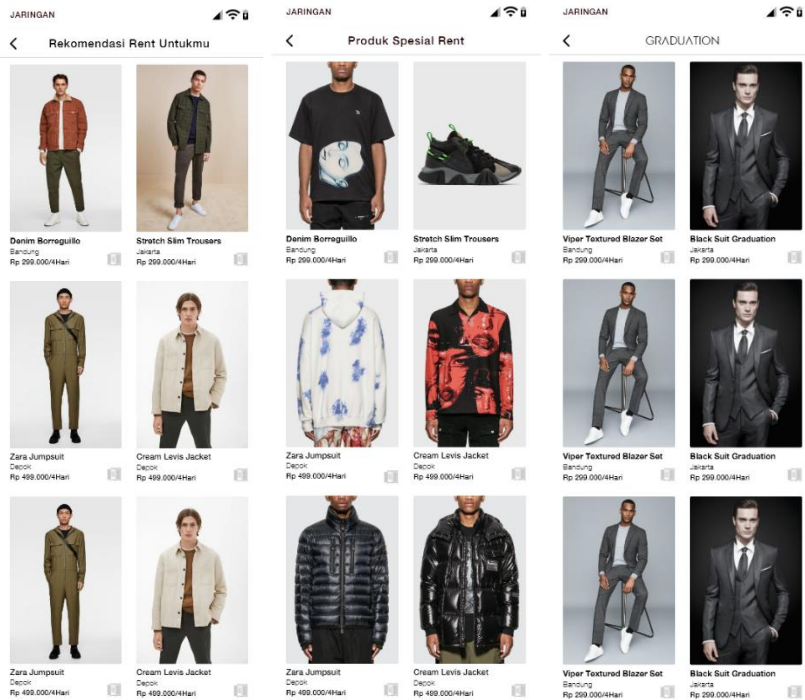 JARINGAN
Rekomendasi Rent Untukmu
Denim Borreguillo
Bandung
Rp 299.000/4Hari
Stretch Slim Trousers
Jakarta
Rp 299.000/4Hari
Zara Jumpsuit
Depok
Rp 499.000/4Hari
Cream Levis Jacket
Depok
Rp 499.000/4Hari
Zara Jumpsuit
Depok
Rp 499.000/4Hari
Cream Levis Jacket
Depok
Rp 499.000/4Hari
JARINGAN
Produk Spesial Rent
Denim Borreguillo
Bandung
Rp 299.000/4Hari
Stretch Slim Trousers
Jakarta
Rp 299.000/4Hari
Zara Jumpsuit
Depok
Rp 499.000/4Hari
Cream Levis Jacket
Depok
Rp 499.000/4Hari
Zara Jumpsuit
Depok
Rp 499.000/4Hari
Cream Levis Jacket
Depok
Rp 499.000/4Hari
JARINGAN
GRADUATION
Viper Textured Blazer Set
Bandung
Rp 299.000/4Hari
Black Suit Graduation
Jakarta
Rp 299.000/4Hari
Viper Textured Blazer Set
Bandung
Rp 299.000/4Hari
Black Suit Graduation
Jakarta
Rp 299.000/4Hari
Viper Textured Blazer Set
Bandung
Rp 299.000/4Hari
Black Suit Graduation
Jakarta
Rp 299.000/4Hari